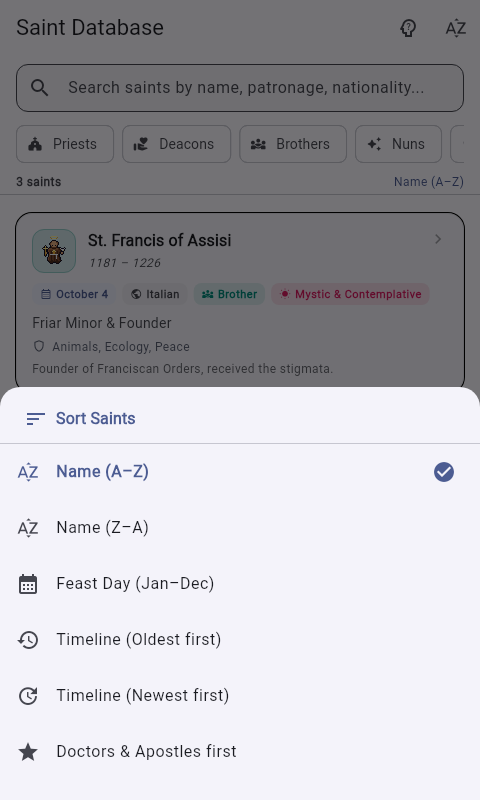 Saint Database
AZ
Search saints by name, patronage, nationality...
Priests
Deacons
Brothers
Nuns
3 saints
Name (A–Z)
St. Francis of Assisi
1181 – 1226
October 4
Italian
Brother
Mystic & Contemplative
Friar Minor & Founder
Animals, Ecology, Peace
Founder of Franciscan Orders, received the stigmata.
Sort Saints
AZ Name (A–Z)
AZ Name (Z–A)
Feast Day (Jan–Dec)
Timeline (Oldest first)
Timeline (Newest first)
Doctors & Apostles first